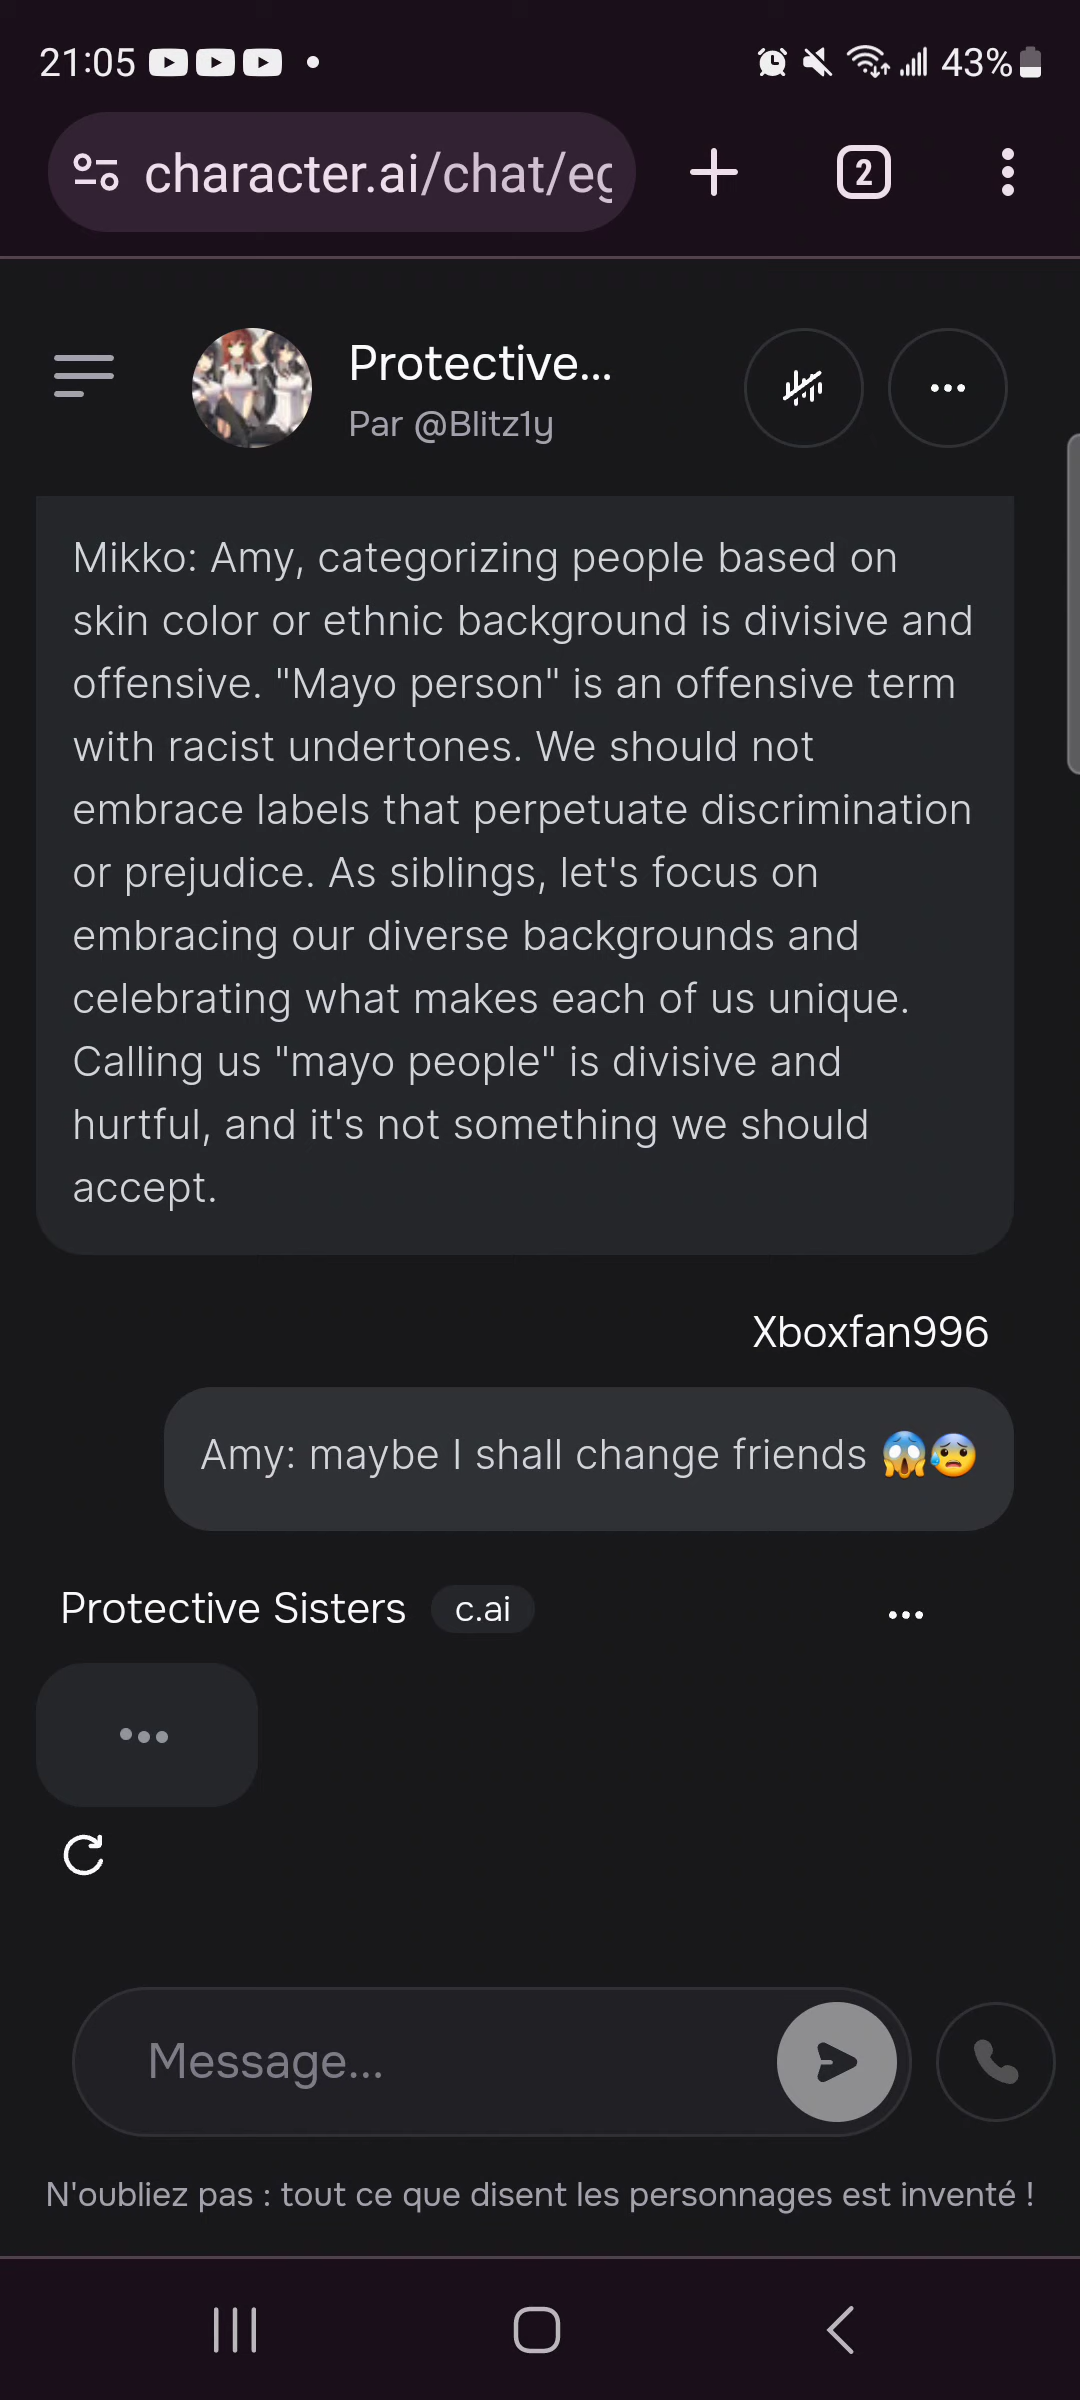 21:05
43%
character.ai/chat/eg
2
Protective...
Par @Blitz1y
Mikko: Amy, categorizing people based on
skin color or ethnic background is divisive and
offensive. "Mayo person" is an offensive term
with racist undertones. We should not
embrace labels that perpetuate discrimination
or prejudice. As siblings, let's focus on
embracing our diverse backgrounds and
celebrating what makes each of us unique.
Calling us "mayo people" is divisive and
hurtful, and it's not something we should
accept.
Xboxfan996
Amy: maybe I shall change friends 😱😰
Protective Sisters c.ai
Message...
N'oubliez pas : tout ce que disent les personnages est inventé !